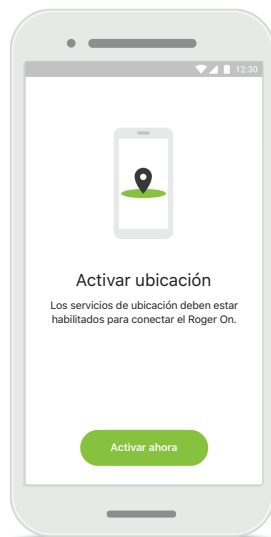 12:30
Activar ubicación
Los servicios de ubicación deben estar
habilitados para conectar el Roger On.
Activar ahora